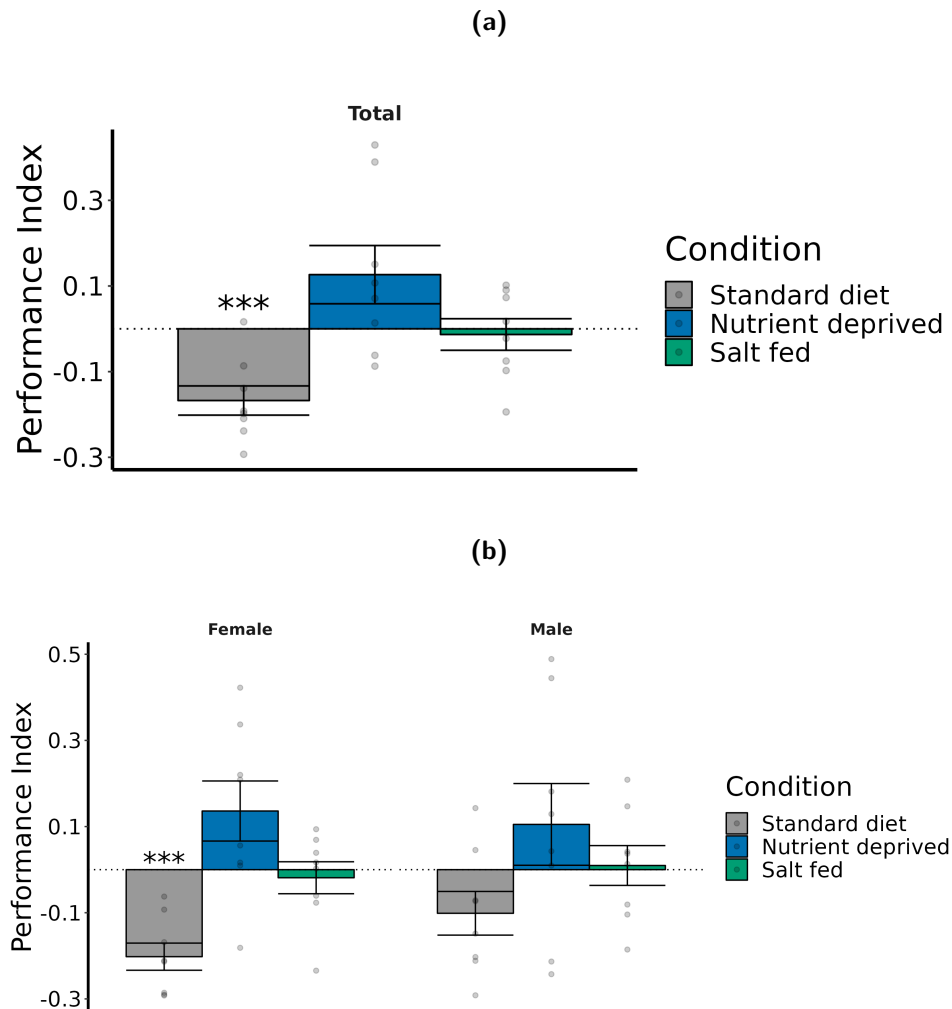 (a)
Total
Performance Index
0.3
0.1
-0.1
-0.3
***
Condition
Standard diet
Nutrient deprived
Salt fed
(b)
Female
Male
Performance Index
0.5
0.3
0.1
-0.1
-0.3
***
Condition
Standard diet
Nutrient deprived
Salt fed